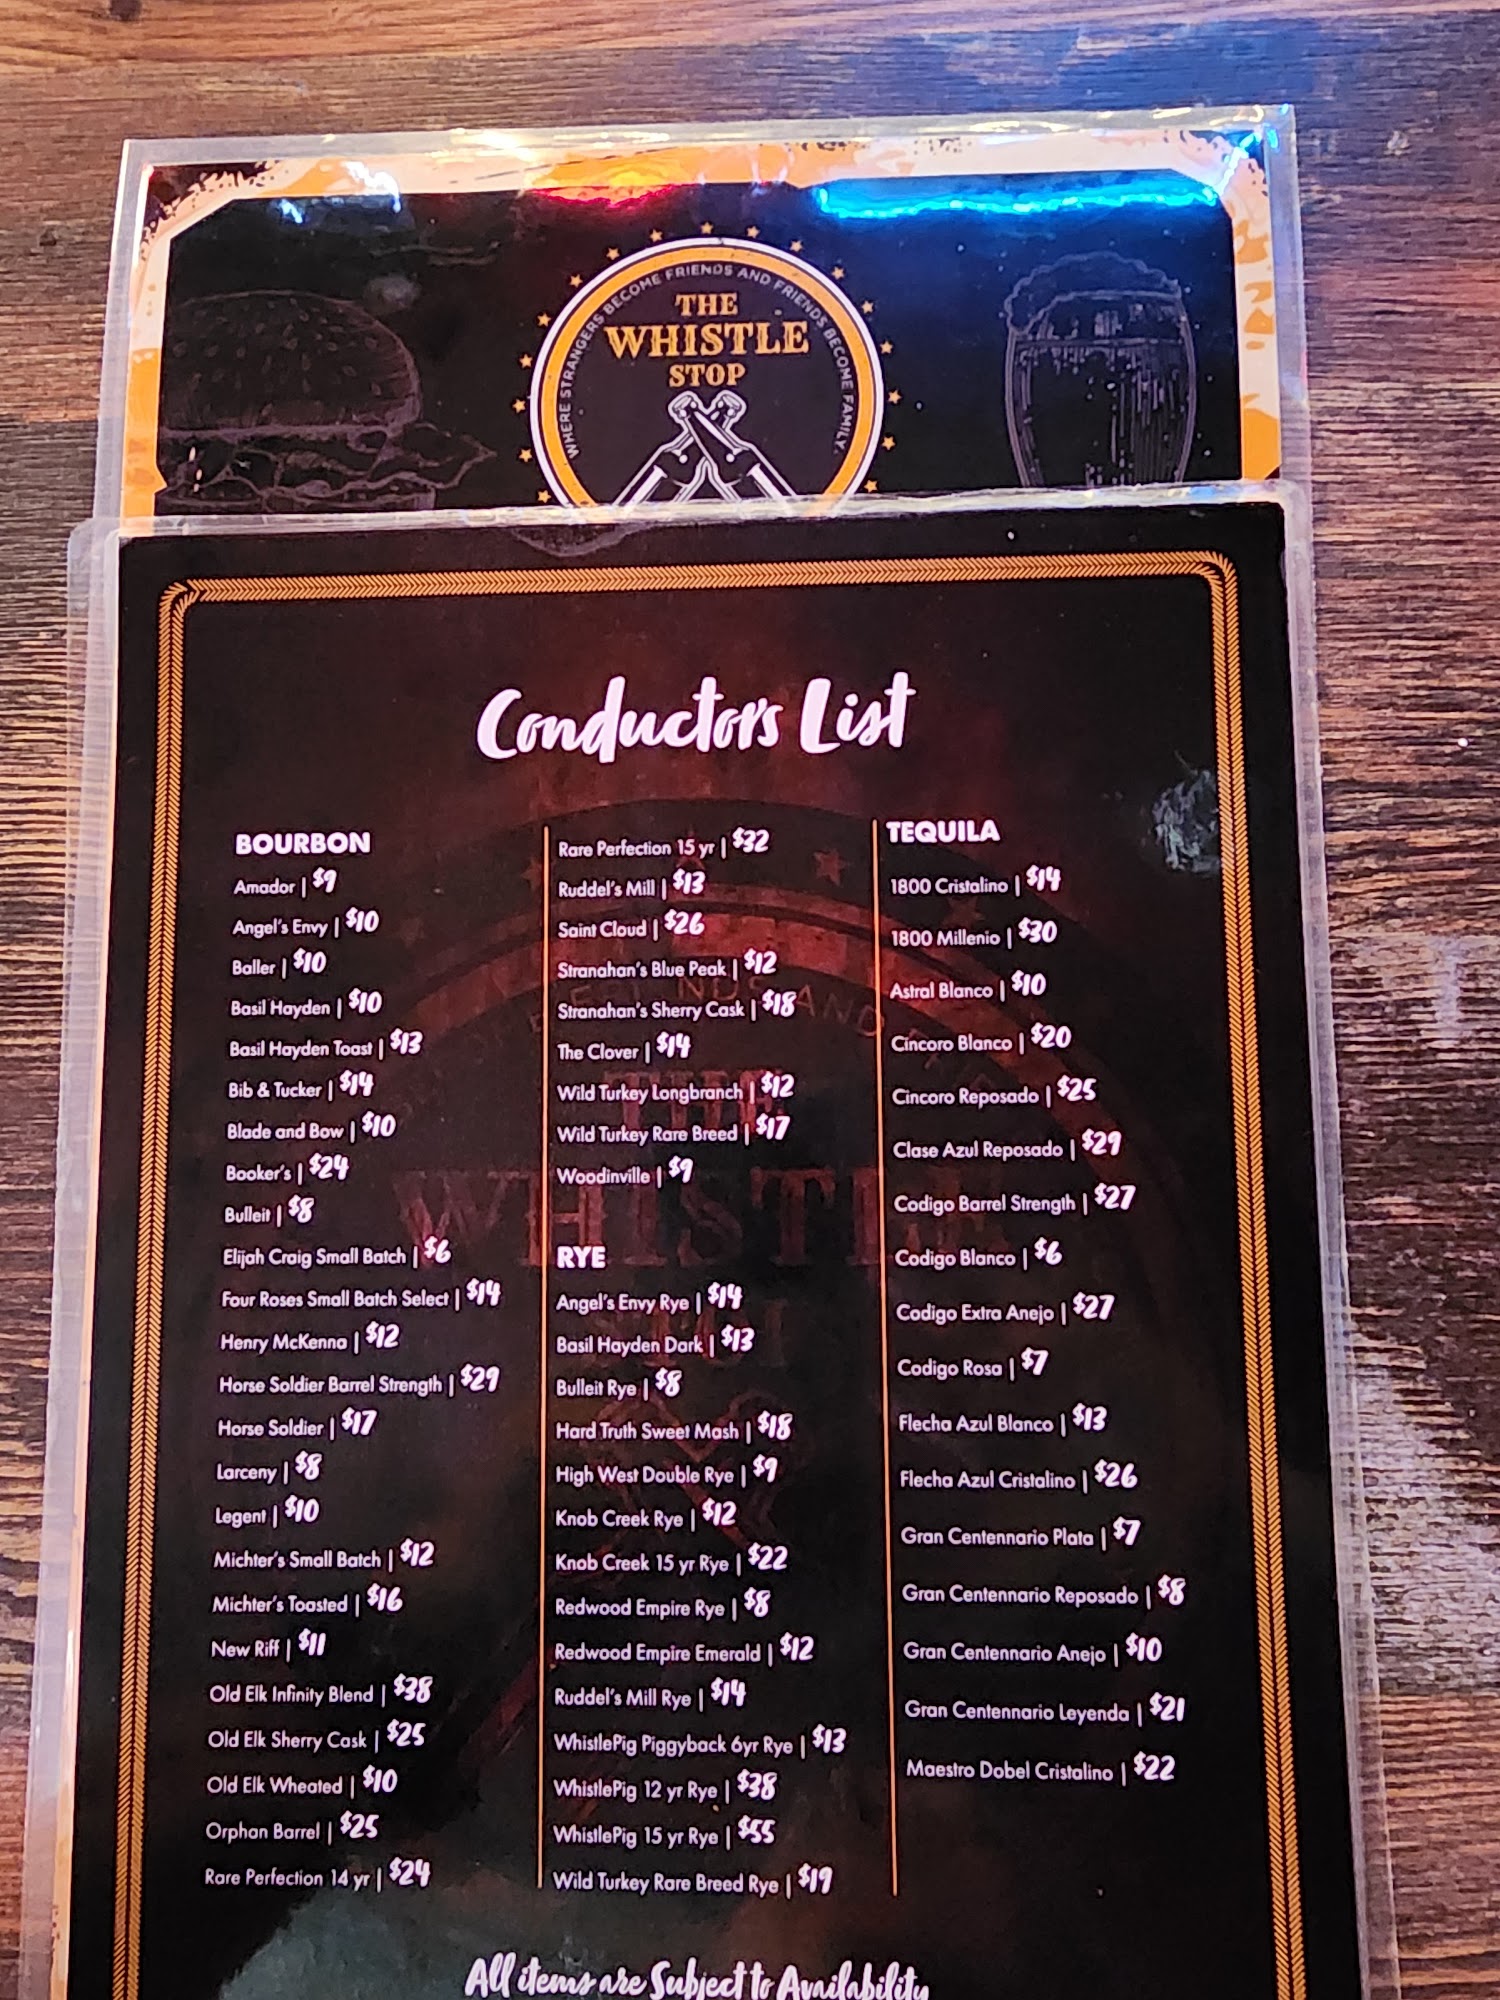 WHERE STRANGERS BECOME FRIENDS AND FRIENDS BECOME FAMILY.
THE
WHISTLE
STOP
Conductor's List
BOURBON
Amador | $9
Angel's Envy | $10
Baller | $10
Basil Hayden | $10
Basil Hayden Toast | $13
Bib & Tucker | $14
Blade and Bow | $10
Booker's | $24
Bulleit | $8
Elijah Craig Small Batch | $6
Four Roses Small Batch Select | $14
Henry McKenna | $12
Horse Soldier Barrel Strength | $29
Horse Soldier | $17
Larceny | $8
Legent | $10
Michter's Small Batch | $12
Michter's Toasted | $16
New Riff | $11
Old Elk Infinity Blend | $38
Old Elk Sherry Cask | $25
Old Elk Wheated | $10
Orphan Barrel | $25
Rare Perfection 14 yr | $24
Rare Perfection 15 yr | $32
Ruddel's Mill | $13
Saint Cloud | $26
Stranahan's Blue Peak | $12
Stranahan's Sherry Cask | $18
The Clover | $14
Wild Turkey Longbranch | $12
Wild Turkey Rare Breed | $17
Woodinville | $9
RYE
Angel's Envy Rye | $14
Basil Hayden Dark | $13
Bulleit Rye | $8
Hard Truth Sweet Mash | $18
High West Double Rye | $9
Knob Creek Rye | $12
Knob Creek 15 yr Rye | $22
Redwood Empire Rye | $8
Redwood Empire Emerald | $12
Ruddel's Mill Rye | $14
WhistlePig Piggyback 6yr Rye | $13
WhistlePig 12 yr Rye | $38
WhistlePig 15 yr Rye | $55
Wild Turkey Rare Breed Rye | $19
TEQUILA
1800 Cristalino | $14
1800 Millenio | $30
Astral Blanco | $10
Cincoro Blanco | $20
Cincoro Reposado | $25
Clase Azul Reposado | $29
Codigo Barrel Strength | $27
Codigo Blanco | $6
Codigo Extra Anejo | $27
Codigo Rosa | $7
Flecha Azul Blanco | $13
Flecha Azul Cristalino | $26
Gran Centennario Plata | $7
Gran Centennario Reposado | $8
Gran Centennario Anejo | $10
Gran Centennario Leyenda | $21
Maestro Dobel Cristalino | $22
All items are Subject to Availability